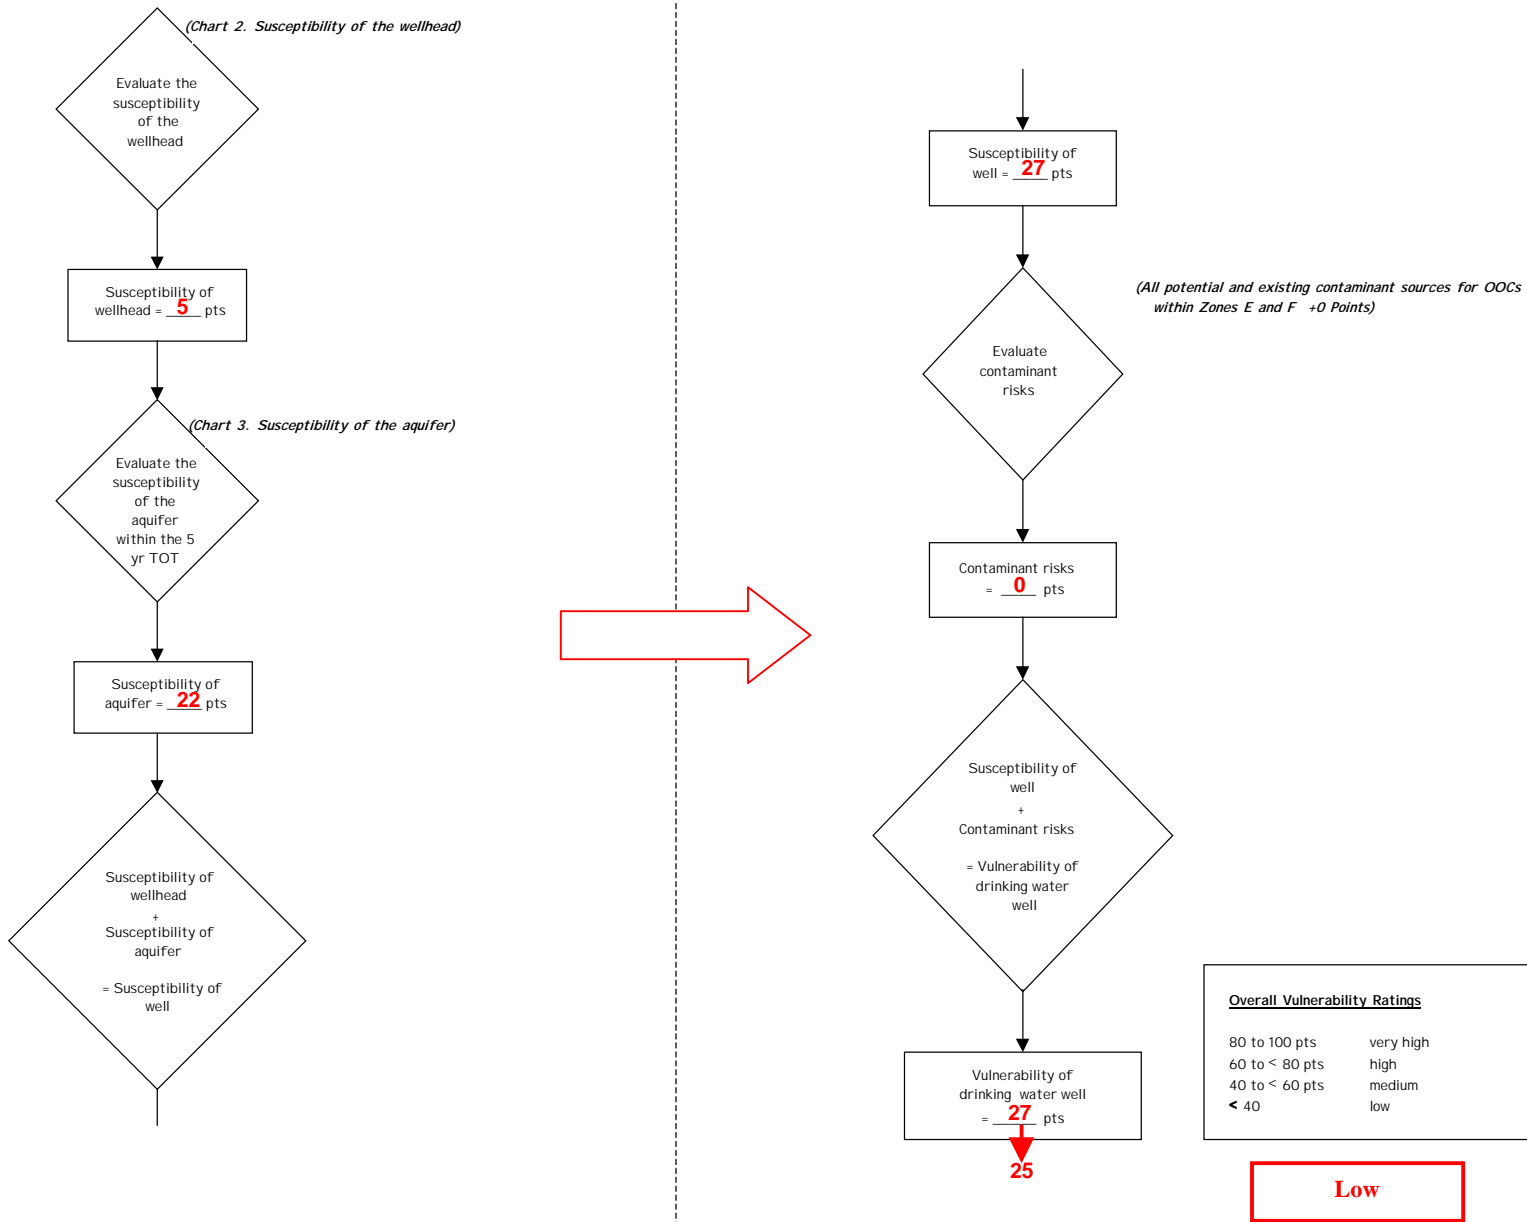 (Chart 2. Susceptibility of the wellhead)
Evaluate the
susceptibility
of the
wellhead
Susceptibility of
wellhead = 5 pts
(Chart 3. Susceptibility of the aquifer)
Evaluate the
susceptibility
of the
aquifer
within the 5
yr TOT
Susceptibility of
aquifer = 22 pts
Susceptibility of
wellhead
+
Susceptibility of
aquifer
= Susceptibility of
well
Susceptibility of
well = 27 pts
(All potential and existing contaminant sources for OOCs
within Zones E and F +0 Points)
Evaluate
contaminant
risks
Contaminant risks
= 0 pts
Susceptibility of
well
+
Contaminant risks
= Vulnerability of
drinking water
well
Vulnerability of
drinking water well
= 27 pts
25
Overall Vulnerability Ratings
80 to 100 pts very high
60 to < 80 pts high
40 to < 60 pts medium
< 40 low
Low